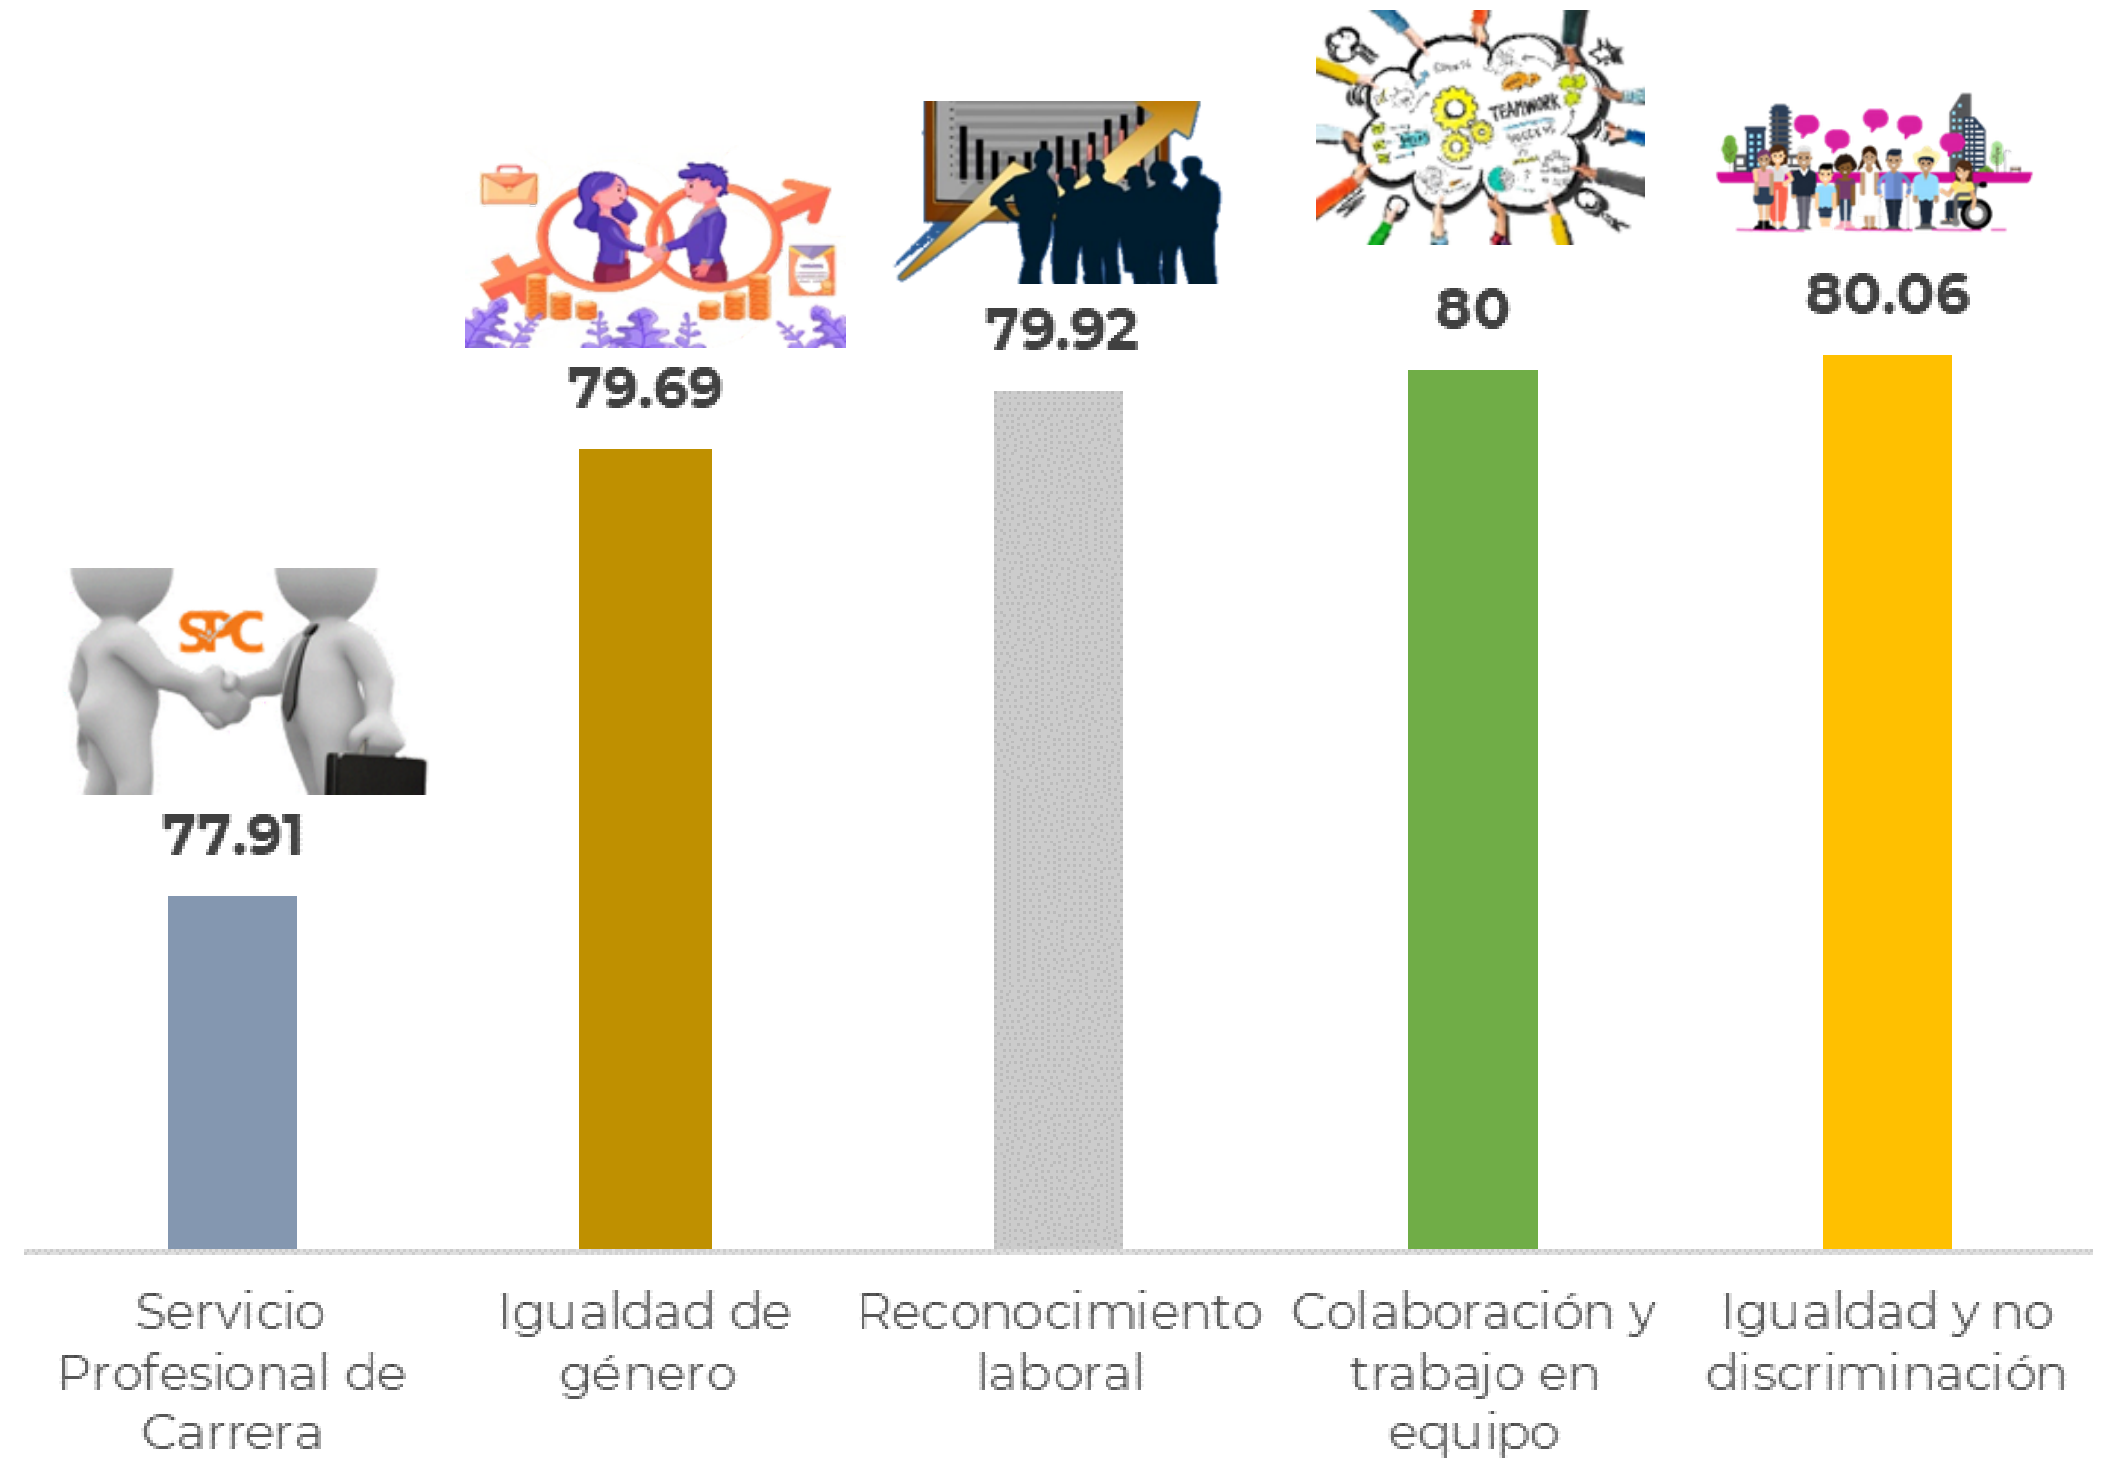 TEAMWORK
80.06
80
79.92
79.69
SPC
77.91
Servicio
Profesional de
Carrera
Igualdad de
género
Reconocimiento
laboral
Colaboración y
trabajo en
equipo
Igualdad y no
discriminación